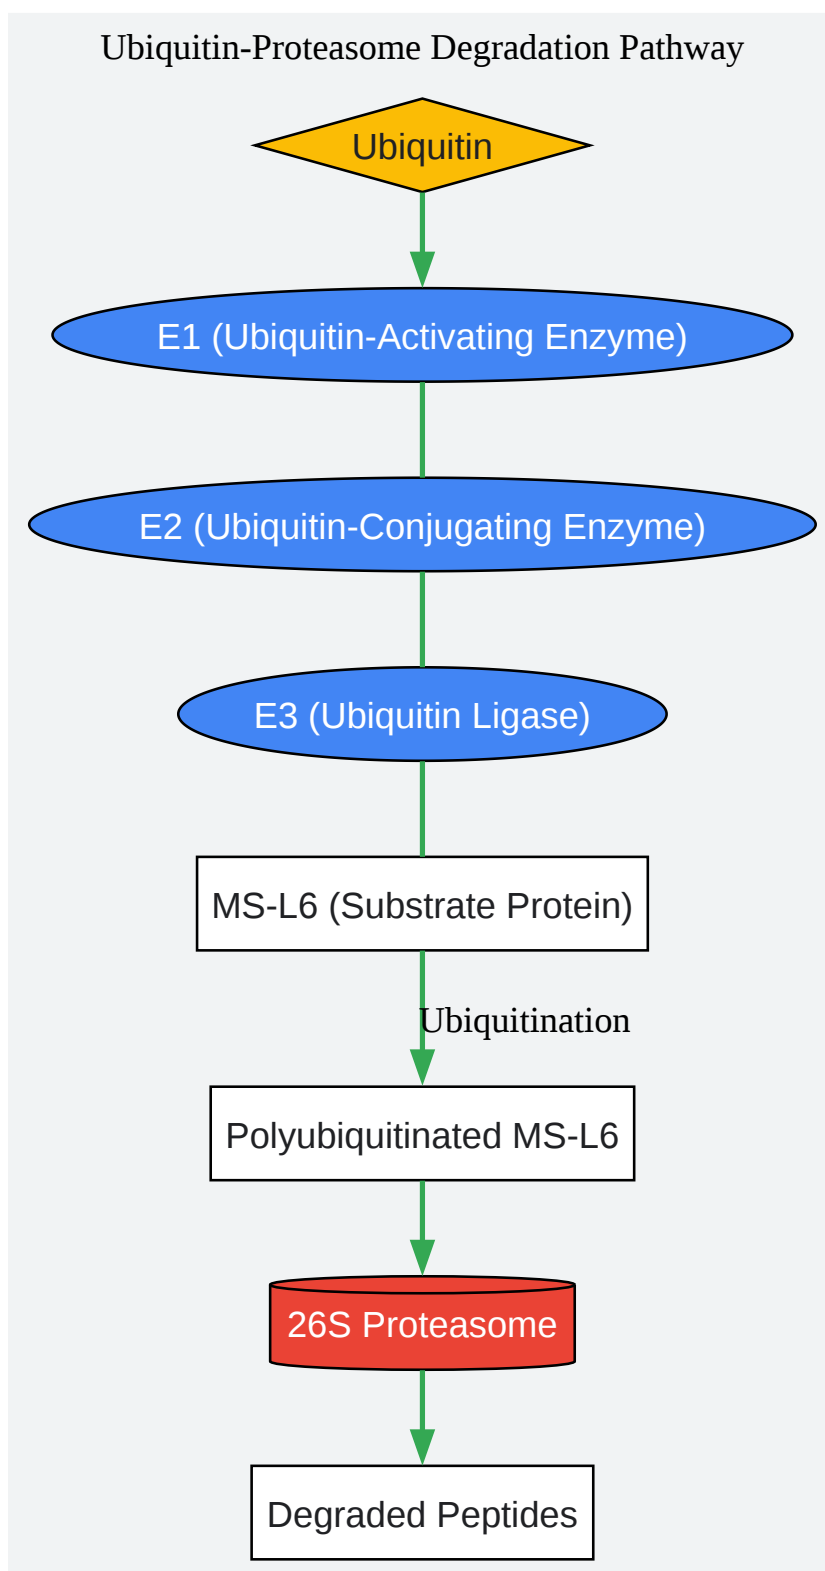 Ubiquitin-Proteasome Degradation Pathway
Ubiquitin
E1 (Ubiquitin-Activating Enzyme)
E2 (Ubiquitin-Conjugating Enzyme)
E3 (Ubiquitin Ligase)
MS-L6 (Substrate Protein)
Ubiquitination
Polyubiquitinated MS-L6
26S Proteasome
Degraded Peptides